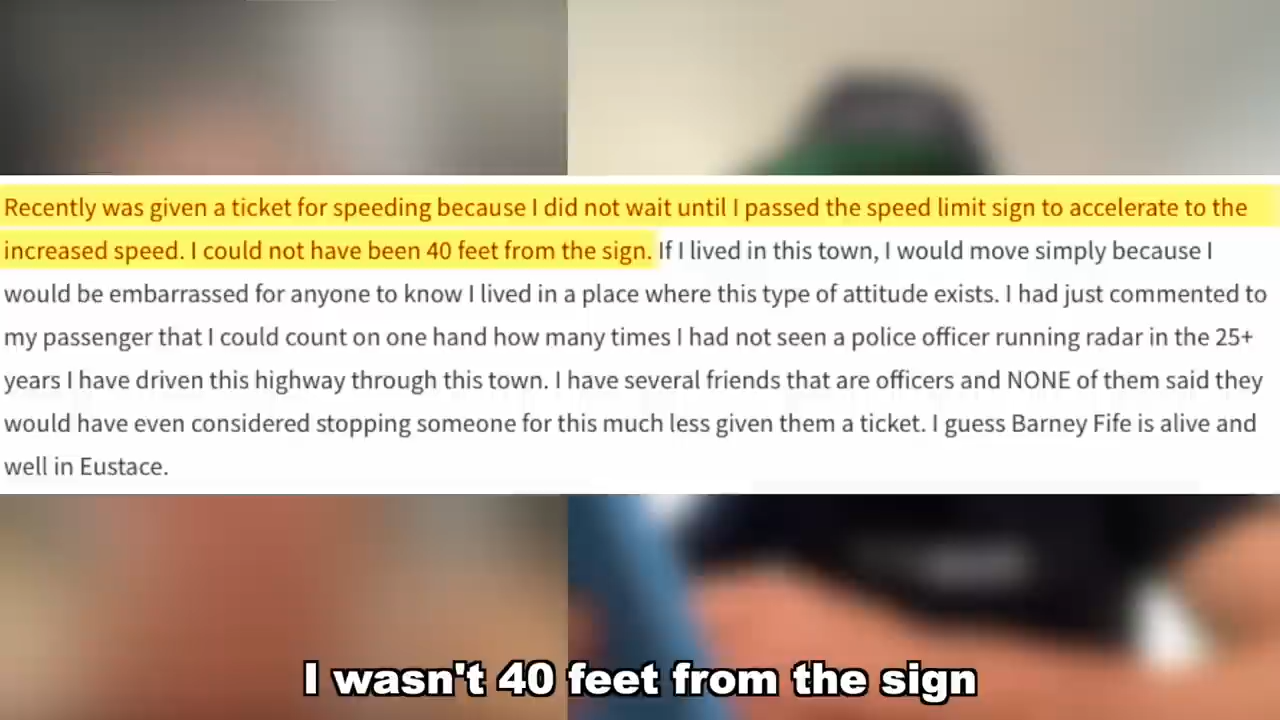 Recently was given a ticket for speeding because I did not wait until I passed the speed limit sign to accelerate to the
increased speed. I could not have been 40 feet from the sign. If I lived in this town, I would move simply because I
would be embarrassed for anyone to know I lived in a place where this type of attitude exists. I had just commented to
my passenger that I could count on one hand how many times I had not seen a police officer running radar in the 25+
years I have driven this highway through this town. I have several friends that are officers and NONE of them said they
would have even considered stopping someone for this much less given them a ticket. I guess Barney Fife is alive and
well in Eustace.
I wasn't 40 feet from the sign